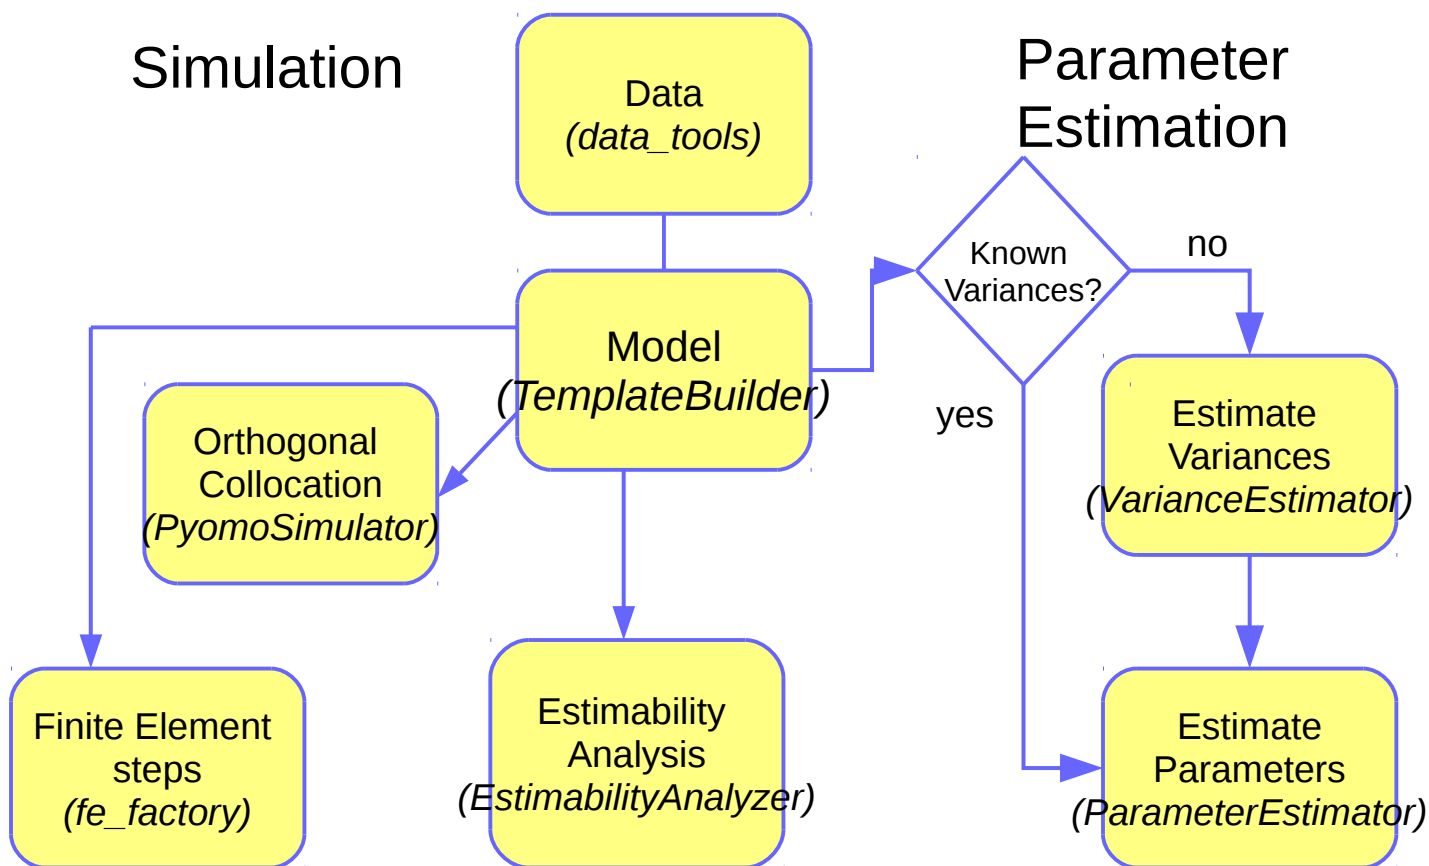 Simulation
Parameter
Estimation
Data
(data_tools)
Known
Variances?
no
Model
(TemplateBuilder)
yes
Orthogonal
Collocation
(PyomoSimulator)
Estimate
Variances
(VarianceEstimator)
Finite Element
steps
(fe_factory)
Estimability
Analysis
(EstimabilityAnalyzer)
Estimate
Parameters
(ParameterEstimator)